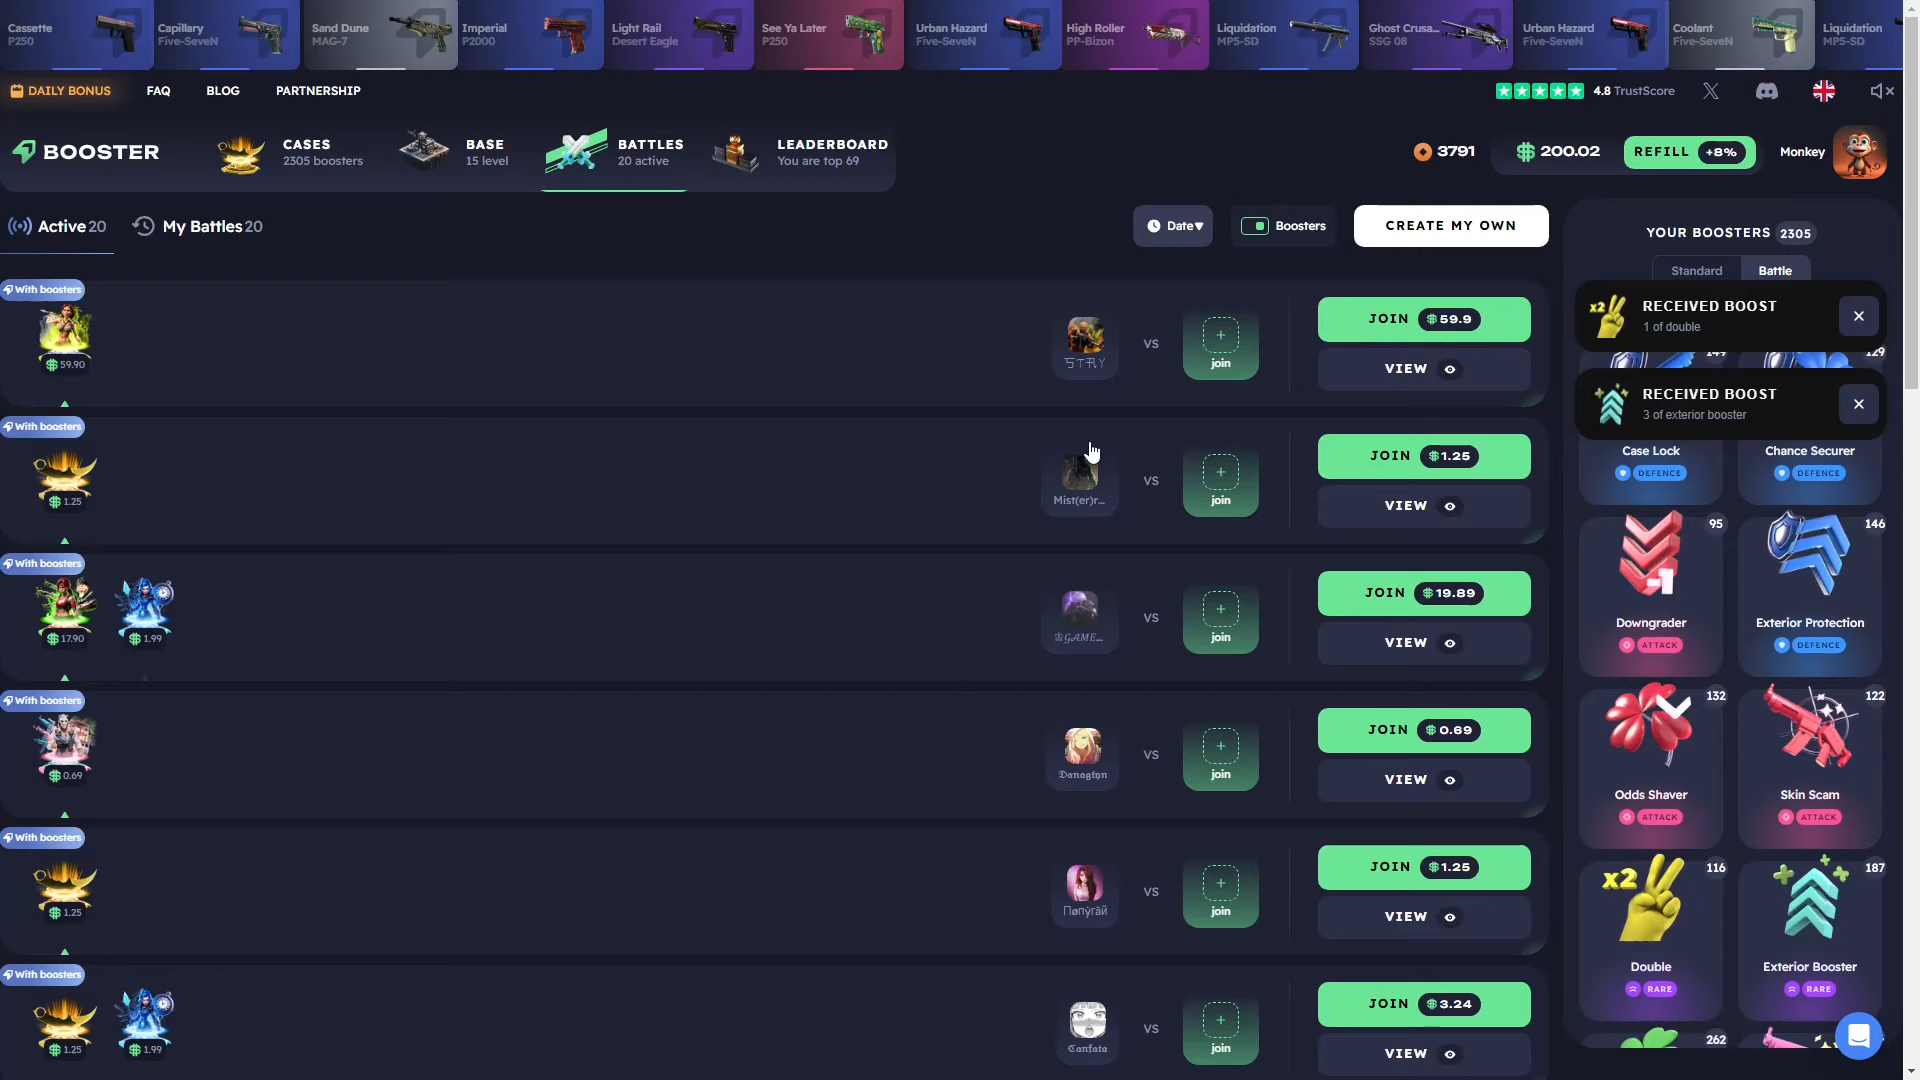 Cassette
P250
Capillary
Five-SeveN
Sand Dune
MAG-7
Imperial
P2000
Light Rail
Desert Eagle
See Ya Later
P250
Urban Hazard
Five-SeveN
High Roller
PP-Bizon
Liquidation
MP5-SD
Ghost Crusa...
SSG 08
Urban Hazard
Five-SeveN
Coolant
Five-SeveN
Liquidation
MP5-SD
DAILY BONUS
FAQ
BLOG
PARTNERSHIP
4.8 TrustScore
BOOSTER
CASES
2305 boosters
BASE
15 level
BATTLES
20 active
LEADERBOARD
You are top 69
3791
200.02
REFILL +8%
Monkey
Active 20
My Battles 20
Date▾
Boosters
CREATE MY OWN
YOUR BOOSTERS 2305
Standard
Battle
With boosters
59.90
VS
join
JOIN 59.9
VIEW
With boosters
1.25
Mist(er)r...
VS
join
JOIN 1.25
VIEW
With boosters
17.90
1.99
♔𝒢𝒜𝑀𝐸...
VS
join
JOIN 19.89
VIEW
With boosters
0.69
VS
join
JOIN 0.69
VIEW
With boosters
1.25
VS
join
JOIN 1.25
VIEW
With boosters
1.25
1.99
VS
join
JOIN 3.24
VIEW
x2
RECEIVED BOOST
1 of double
149
129
RECEIVED BOOST
3 of exterior booster
Case Lock
DEFENCE
Chance Securer
DEFENCE
95
Downgrader
ATTACK
146
Exterior Protection
DEFENCE
132
Odds Shaver
ATTACK
122
Skin Scam
ATTACK
116
x2
Double
RARE
187
Exterior Booster
RARE
262